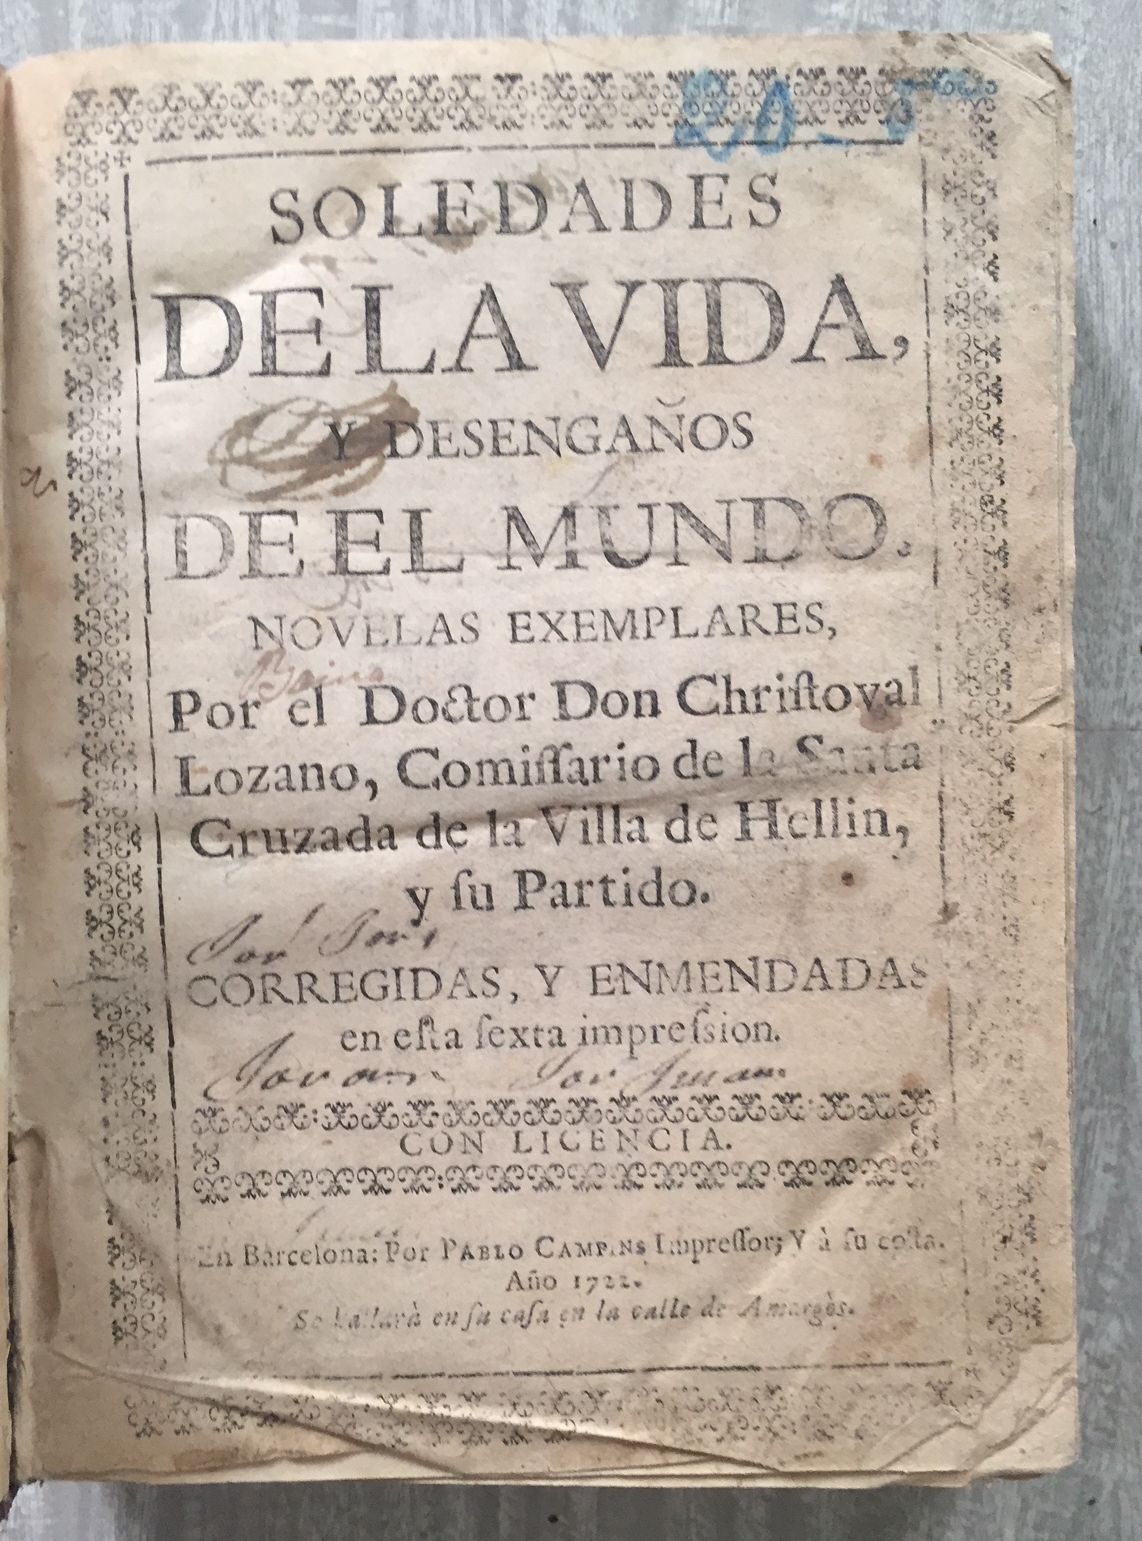 SOLEDADES
DE LA VIDA,
Y DESENGAÑOS
DE EL MUNDO.
NOVELAS EXEMPLARES,
Por el Doctor Don Chriſtoval
Lozano, Comiſſario de la Santa
Cruzada de la Villa de Hellin,
y ſu Partido.
CORREGIDAS, Y ENMENDADAS
en eſta ſexta impreſsion.
CON LICENCIA.
En Barcelona: Por PABLO CAMPINS Impreſſor; Y à ſu coſta.
Año 1722.
Se hallarà en ſu caſa en la calle de Amargòs.